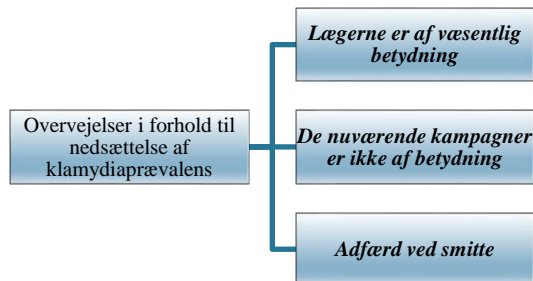 Overvejelser i forhold til
nedsættelse af
klamydiaprævalens
Lægerne er af væsentlig
betydning
De nuværende kampagner
er ikke af betydning
Adfærd ved smitte